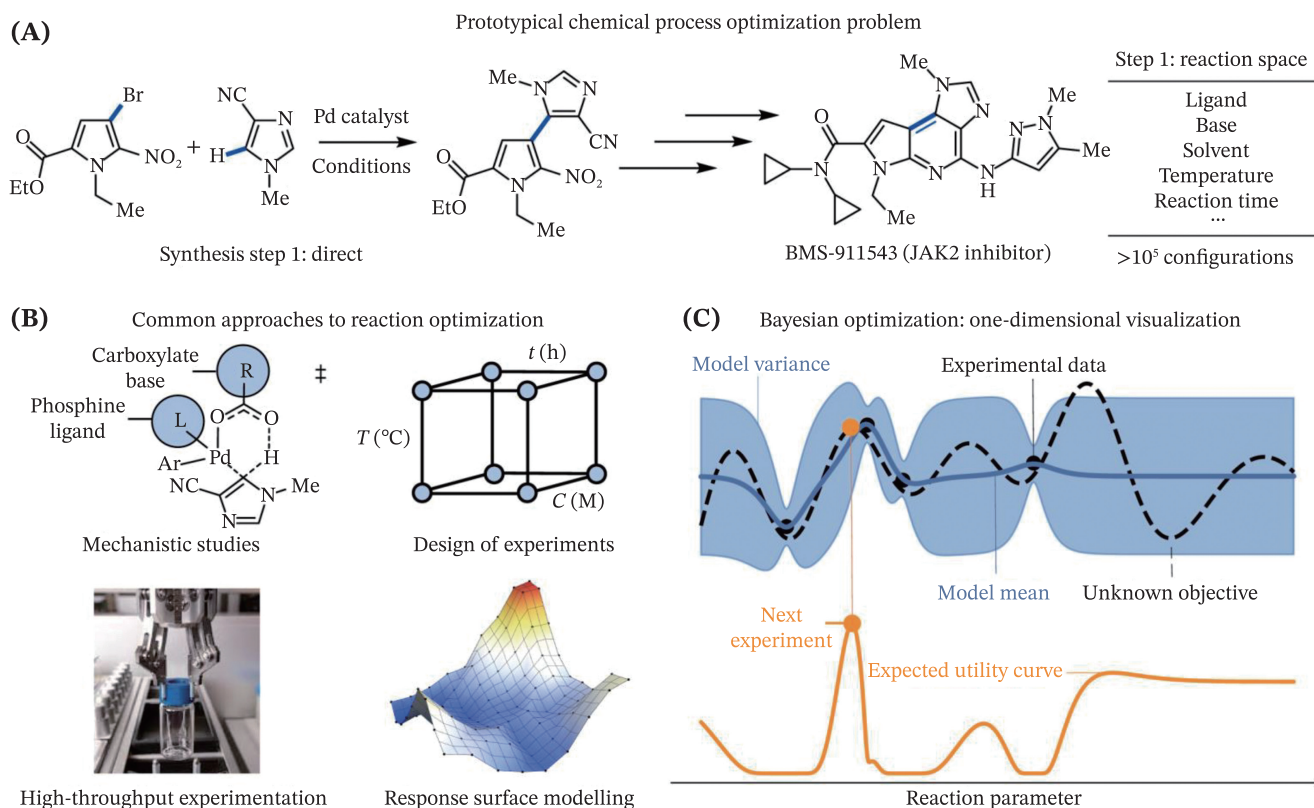 (A)
Prototypical chemical process optimization problem
Br
NC
N
H
N
Me
+
NO₂
N
O
EtO
Me
Pd catalyst
Conditions
Me
N
N
CN
NO₂
N
O
EtO
Me
Synthesis step 1: direct
Me
N
N
O
N
N
N
N
H
Me
N
N
Me
Me
BMS-911543 (JAK2 inhibitor)
Step 1: reaction space
Ligand
Base
Solvent
Temperature
Reaction time
...
>10⁵ configurations
(B)
Common approaches to reaction optimization
Carboxylate
base
R
‡
Phosphine
ligand
L
O
O
Ar
Pd
H
NC
N
Me
N
Mechanistic studies
t (h)
T (°C)
C (M)
Design of experiments
High-throughput experimentation
Response surface modelling
(C)
Bayesian optimization: one-dimensional visualization
Model variance
Experimental data
Model mean
Unknown objective
Next
experiment
Expected utility curve
Reaction parameter